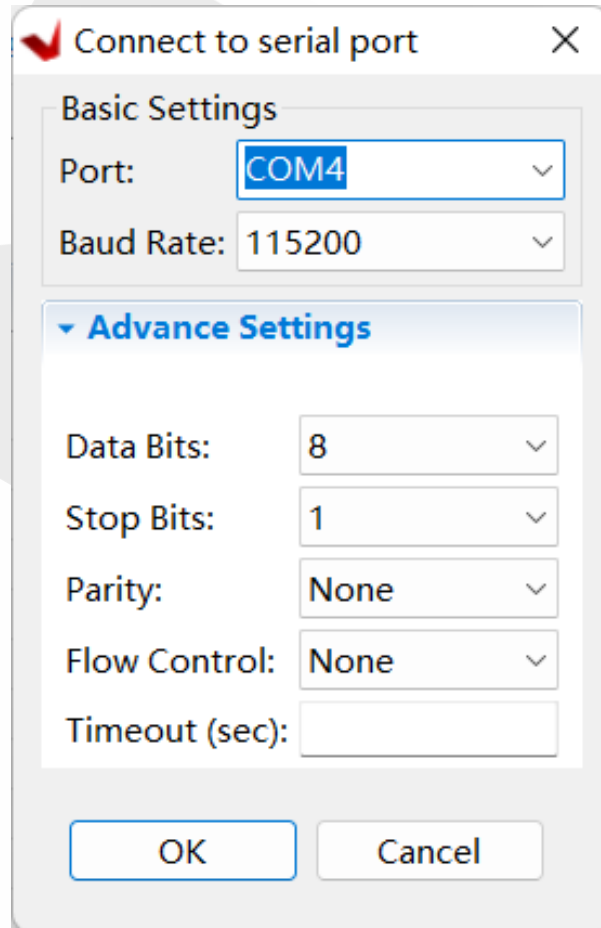 Connect to serial port
Basic Settings
Port: COM4
Baud Rate: 115200
Advance Settings
Data Bits: 8
Stop Bits: 1
Parity: None
Flow Control: None
Timeout (sec):
OK Cancel